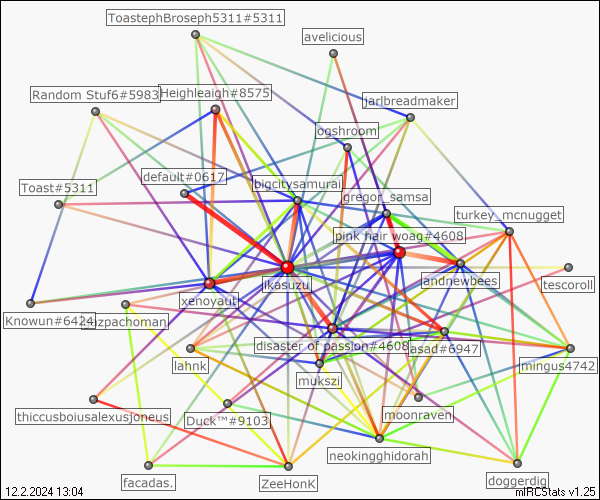 ToastephBroseph5311#5311
avelicious
Random Stuf6#5983
Heighleaigh#8575
jarlbreadmaker
ogshroom
default#0617
bigcitysamurai
Toast#5311
gregor_samsa
turkey_mcnugget
pink hair woag#4608
ikasuzu
jandnewbees
tescoroll
xenoyaut
Knowun#6424
disaster of passion#4608
asad#6947
lahnk
mukszi
mingus4742
moonraven
thiccusboiusalexusjoneus
Duck™#9103
neokingghidorah
facadas.
ZeeHonK
doggerdig
12.2.2024 13:04
mIRCStats v1.25